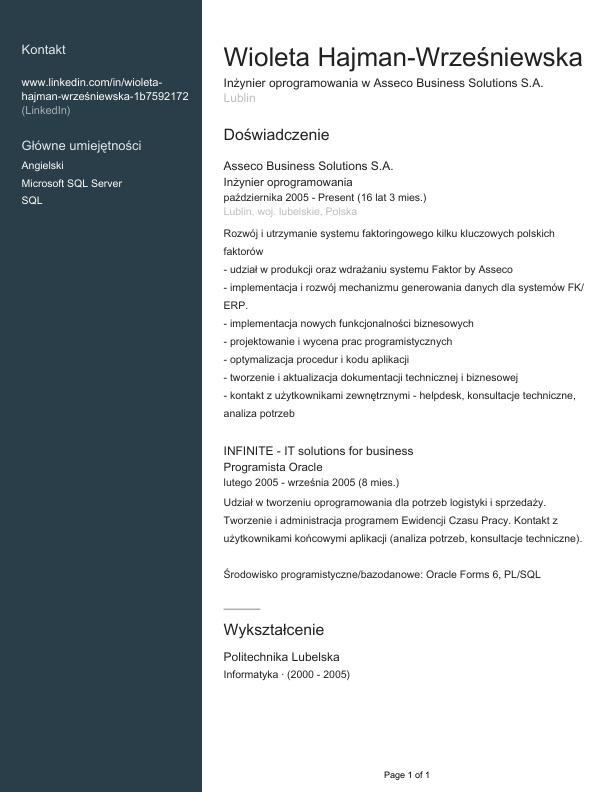 Kontakt
www.linkedin.com/in/wioleta-
hajman-wrześniewska-1b7592172
(LinkedIn)
Główne umiejętności
Angielski
Microsoft SQL Server
SQL
Wioleta Hajman-Wrześniewska
Inżynier oprogramowania w Asseco Business Solutions S.A.
Lublin
Doświadczenie
Asseco Business Solutions S.A.
Inżynier oprogramowania
października 2005 - Present (16 lat 3 mies.)
Lublin, woj. lubelskie, Polska
Rozwój i utrzymanie systemu faktoringowego kilku kluczowych polskich
faktorów
- udział w produkcji oraz wdrażaniu systemu Faktor by Asseco
- implementacja i rozwój mechanizmu generowania danych dla systemów FK/
ERP.
- implementacja nowych funkcjonalności biznesowych
- projektowanie i wycena prac programistycznych
- optymalizacja procedur i kodu aplikacji
- tworzenie i aktualizacja dokumentacji technicznej i biznesowej
- kontakt z użytkownikami zewnętrznymi - helpdesk, konsultacje techniczne,
analiza potrzeb
INFINITE - IT solutions for business
Programista Oracle
lutego 2005 - września 2005 (8 mies.)
Udział w tworzeniu oprogramowania dla potrzeb logistyki i sprzedaży.
Tworzenie i administracja programem Ewidencji Czasu Pracy. Kontakt z
użytkownikami końcowymi aplikacji (analiza potrzeb, konsultacje techniczne).
Środowisko programistyczne/bazodanowe: Oracle Forms 6, PL/SQL
Wykształcenie
Politechnika Lubelska
Informatyka · (2000 - 2005)
Page 1 of 1